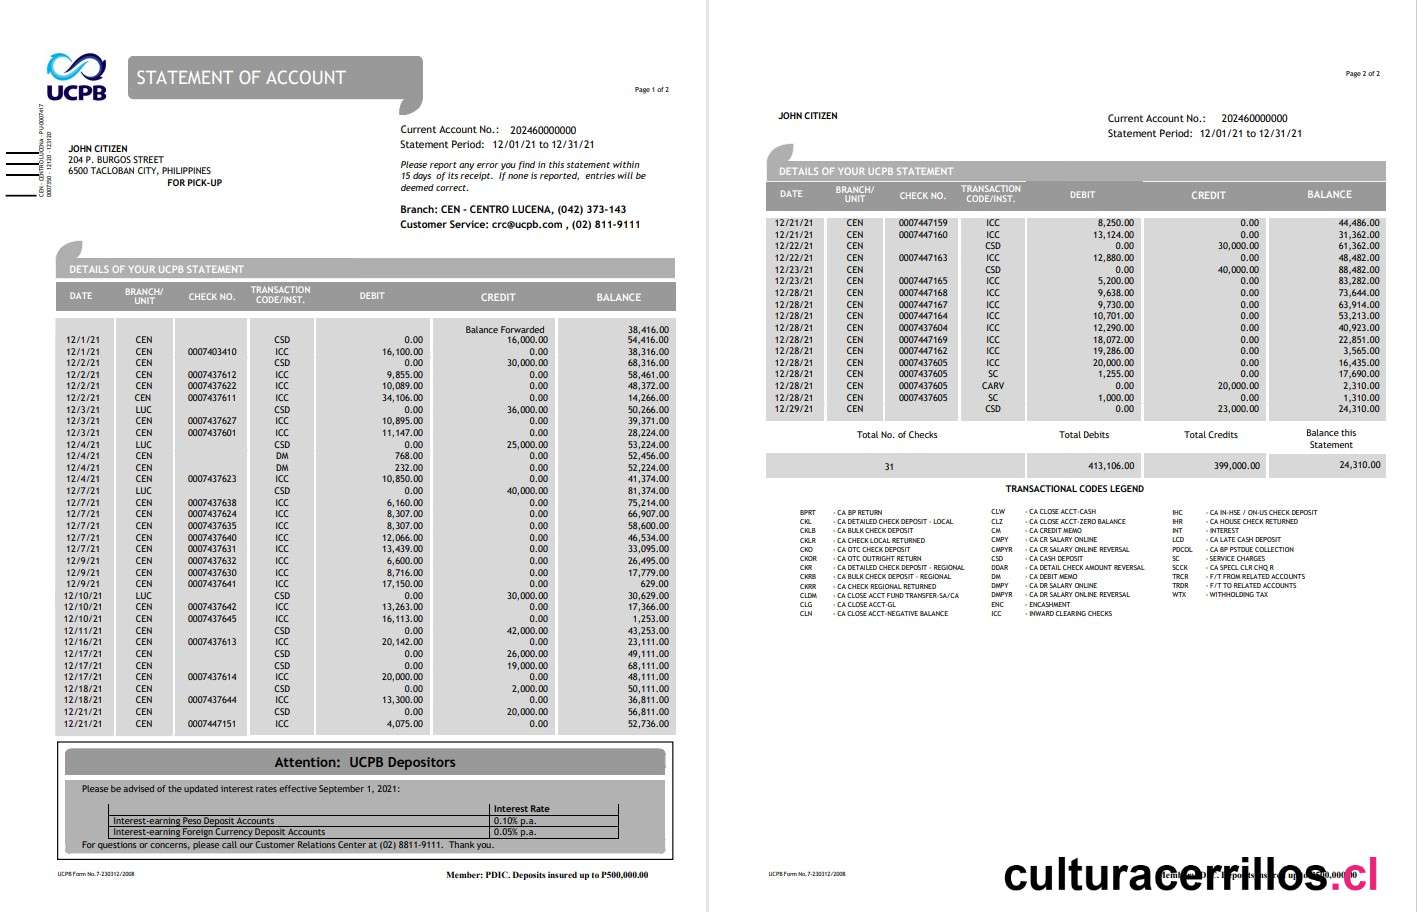 UCPB
STATEMENT OF ACCOUNT
Page 1 of 2
Current Account No.: 202460000000
Statement Period: 12/01/21 to 12/31/21
JOHN CITIZEN
204 P. BURGOS STREET
6500 TACLOBAN CITY, PHILIPPINES
FOR PICK-UP
Please report any error you find in this statement within
15 days of its receipt. If none is reported, entries will be
deemed correct.
Branch: CEN - CENTRO LUCENA, (042) 373-143
Customer Service: crc@ucpb.com , (02) 811-9111
DETAILS OF YOUR UCPB STATEMENT
DATE BRANCH/UNIT CHECK NO. TRANSACTION CODE/INST. DEBIT CREDIT BALANCE
Balance Forwarded 38,416.00
12/1/21 CEN CSD 0.00 16,000.00 54,416.00
12/1/21 CEN 0007403410 ICC 16,100.00 0.00 38,316.00
12/2/21 CEN CSD 0.00 30,000.00 68,316.00
12/2/21 CEN 0007437612 ICC 9,855.00 0.00 58,461.00
12/2/21 CEN 0007437622 ICC 10,089.00 0.00 48,372.00
12/2/21 CEN 0007437611 ICC 34,106.00 0.00 14,266.00
12/3/21 LUC CSD 0.00 36,000.00 50,266.00
12/3/21 CEN 0007437627 ICC 10,895.00 0.00 39,371.00
12/3/21 CEN 0007437601 ICC 11,147.00 0.00 28,224.00
12/4/21 LUC CSD 0.00 25,000.00 53,224.00
12/4/21 CEN DM 768.00 0.00 52,456.00
12/4/21 CEN DM 232.00 0.00 52,224.00
12/4/21 CEN 0007437623 ICC 10,850.00 0.00 41,374.00
12/7/21 LUC CSD 0.00 40,000.00 81,374.00
12/7/21 CEN 0007437638 ICC 6,160.00 0.00 75,214.00
12/7/21 CEN 0007437624 ICC 8,307.00 0.00 66,907.00
12/7/21 CEN 0007437635 ICC 8,307.00 0.00 58,600.00
12/7/21 CEN 0007437640 ICC 12,066.00 0.00 46,534.00
12/7/21 CEN 0007437631 ICC 13,439.00 0.00 33,095.00
12/9/21 CEN 0007437632 ICC 6,600.00 0.00 26,495.00
12/9/21 CEN 0007437630 ICC 8,716.00 0.00 17,779.00
12/9/21 CEN 0007437641 ICC 17,150.00 0.00 629.00
12/10/21 LUC CSD 0.00 30,000.00 30,629.00
12/10/21 CEN 0007437642 ICC 13,263.00 0.00 17,366.00
12/10/21 CEN 0007437645 ICC 16,113.00 0.00 1,253.00
12/11/21 CEN CSD 0.00 42,000.00 43,253.00
12/16/21 CEN 0007437613 ICC 20,142.00 0.00 23,111.00
12/17/21 CEN CSD 0.00 26,000.00 49,111.00
12/17/21 CEN CSD 0.00 19,000.00 68,111.00
12/17/21 CEN 0007437614 ICC 20,000.00 0.00 48,111.00
12/18/21 CEN CSD 0.00 2,000.00 50,111.00
12/18/21 CEN 0007437644 ICC 13,300.00 0.00 36,811.00
12/21/21 CEN CSD 0.00 20,000.00 56,811.00
12/21/21 CEN 0007447151 ICC 4,075.00 0.00 52,736.00
Attention: UCPB Depositors
Please be advised of the updated interest rates effective September 1, 2021:
Interest Rate
Interest-earning Peso Deposit Accounts 0.10% p.a.
Interest-earning Foreign Currency Deposit Accounts 0.05% p.a.
For questions or concerns, please call our Customer Relations Center at (02) 8811-9111. Thank you.
UCPB Form No.7-230312/2008
Member: PDIC. Deposits insured up to P500,000.00
Page 2 of 2
JOHN CITIZEN
Current Account No.: 202460000000
Statement Period: 12/01/21 to 12/31/21
DETAILS OF YOUR UCPB STATEMENT
DATE BRANCH/UNIT CHECK NO. TRANSACTION CODE/INST. DEBIT CREDIT BALANCE
12/21/21 CEN 0007447159 ICC 8,250.00 0.00 44,486.00
12/21/21 CEN 0007447160 ICC 13,124.00 0.00 31,362.00
12/22/21 CEN CSD 0.00 30,000.00 61,362.00
12/22/21 CEN 0007447163 ICC 12,880.00 0.00 48,482.00
12/23/21 CEN CSD 0.00 40,000.00 88,482.00
12/23/21 CEN 0007447165 ICC 5,200.00 0.00 83,282.00
12/28/21 CEN 0007447168 ICC 9,638.00 0.00 73,644.00
12/28/21 CEN 0007447167 ICC 9,730.00 0.00 63,914.00
12/28/21 CEN 0007447164 ICC 10,701.00 0.00 53,213.00
12/28/21 CEN 0007437604 ICC 12,290.00 0.00 40,923.00
12/28/21 CEN 0007447169 ICC 18,072.00 0.00 22,851.00
12/28/21 CEN 0007447162 ICC 19,286.00 0.00 3,565.00
12/28/21 CEN 0007437605 ICC 20,000.00 0.00 16,435.00
12/28/21 CEN 0007437605 SC 1,255.00 0.00 17,690.00
12/28/21 CEN 0007437605 CARV 0.00 20,000.00 2,310.00
12/28/21 CEN 0007437605 SC 1,000.00 0.00 1,310.00
12/29/21 CEN CSD 0.00 23,000.00 24,310.00
Total No. of Checks Total Debits Total Credits Balance this Statement
31 413,106.00 399,000.00 24,310.00
TRANSACTIONAL CODES LEGEND
BPRT - CA BP RETURN CLW - CA CLOSE ACCT-CASH IHC - CA IN-HSE / ON-US CHECK DEPOSIT
CKL - CA DETAILED CHECK DEPOSIT - LOCAL CLZ - CA CLOSE ACCT-ZERO BALANCE IHR - CA HOUSE CHECK RETURNED
CKLB - CA BULK CHECK DEPOSIT CM - CA CREDIT MEMO INT - INTEREST
CKLR - CA CHECK LOCAL RETURNED CMPY - CA CR SALARY ONLINE LCD - CA LATE CASH DEPOSIT
CKO - CA OTC CHECK DEPOSIT CMPYR - CA CR SALARY ONLINE REVERSAL PDCOL - CA BP PSTDUE COLLECTION
CKOR - CA OTC OUTRIGHT RETURN CSD - CA CASH DEPOSIT SC - SERVICE CHARGES
CKR - CA DETAILED CHECK DEPOSIT - REGIONAL DDAR - CA DETAIL CHECK AMOUNT REVERSAL SCCK - CA SPECL CLR CHQ R
CKRB - CA BULK CHECK DEPOSIT - REGIONAL DM - CA DEBIT MEMO TRCR - F/T FROM RELATED ACCOUNTS
CKRR - CA CHECK REGIONAL RETURNED DMPY - CA DR SALARY ONLINE TRDR - F/T TO RELATED ACCOUNTS
CLDM - CA CLOSE ACCT FUND TRANSFER-SA/CA DMPYR - CA DR SALARY ONLINE REVERSAL WTX - WITHHOLDING TAX
CLG - CA CLOSE ACCT-GL ENC - ENCASHMENT
CLN - CA CLOSE ACCT-NEGATIVE BALANCE ICC - INWARD CLEARING CHECKS
UCPB Form No.7-230312/2008
culturacerrillos.cl